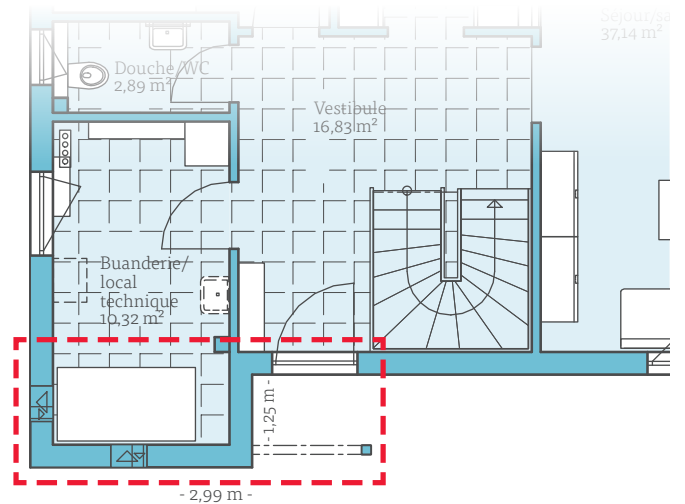 Séjour/sa
37,14 m²
Douche/WC
2,89 m²
Vestibule
16,83 m²
Buanderie/
local
technique
10,32 m²
- 1,25 m -
- 2,99 m -